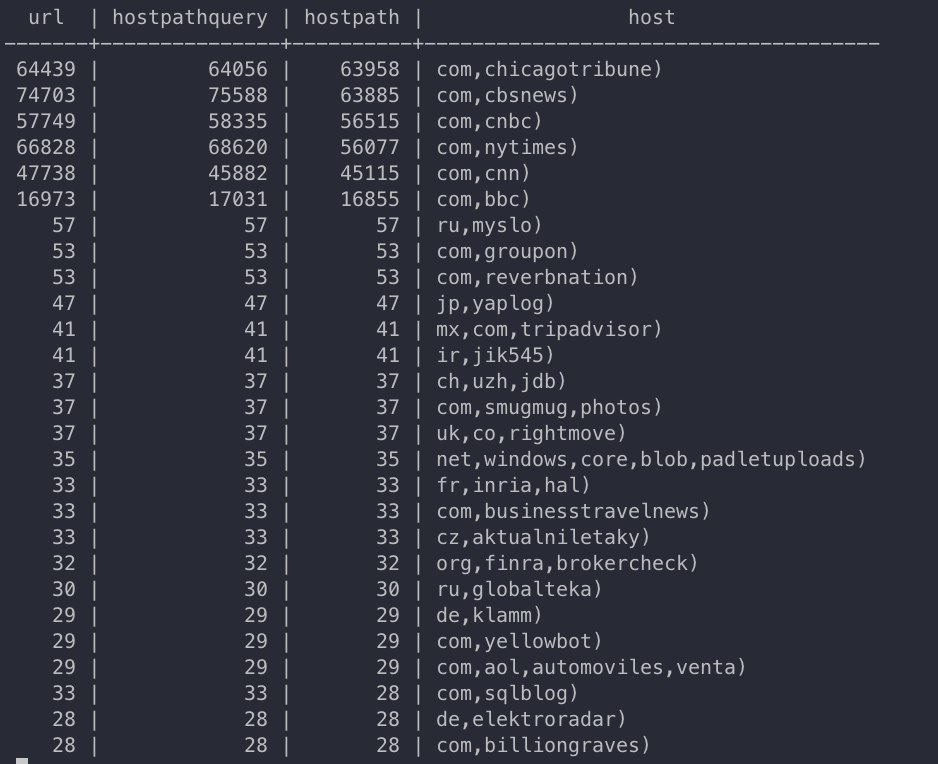 url | hostpathquery | hostpath | host
-------+---------------+----------+--------------------------------------
64439 | 64056 | 63958 | com,chicagotribune)
74703 | 75588 | 63885 | com,cbsnews)
57749 | 58335 | 56515 | com,cnbc)
66828 | 68620 | 56077 | com,nytimes)
47738 | 45882 | 45115 | com,cnn)
16973 | 17031 | 16855 | com,bbc)
57 | 57 | 57 | ru,myslo)
53 | 53 | 53 | com,groupon)
53 | 53 | 53 | com,reverbnation)
47 | 47 | 47 | jp,yaplog)
41 | 41 | 41 | mx,com,tripadvisor)
41 | 41 | 41 | ir,jik545)
37 | 37 | 37 | ch,uzh,jdb)
37 | 37 | 37 | com,smugmug,photos)
37 | 37 | 37 | uk,co,rightmove)
35 | 35 | 35 | net,windows,core,blob,padletuploads)
33 | 33 | 33 | fr,inria,hal)
33 | 33 | 33 | com,businesstravelnews)
33 | 33 | 33 | cz,aktualniletaky)
32 | 32 | 32 | org,finra,brokercheck)
30 | 30 | 30 | ru,globalteka)
29 | 29 | 29 | de,klamm)
29 | 29 | 29 | com,yellowbot)
29 | 29 | 29 | com,aol,automoviles,venta)
33 | 33 | 28 | com,sqlblog)
28 | 28 | 28 | de,elektroradar)
28 | 28 | 28 | com,billiongraves)